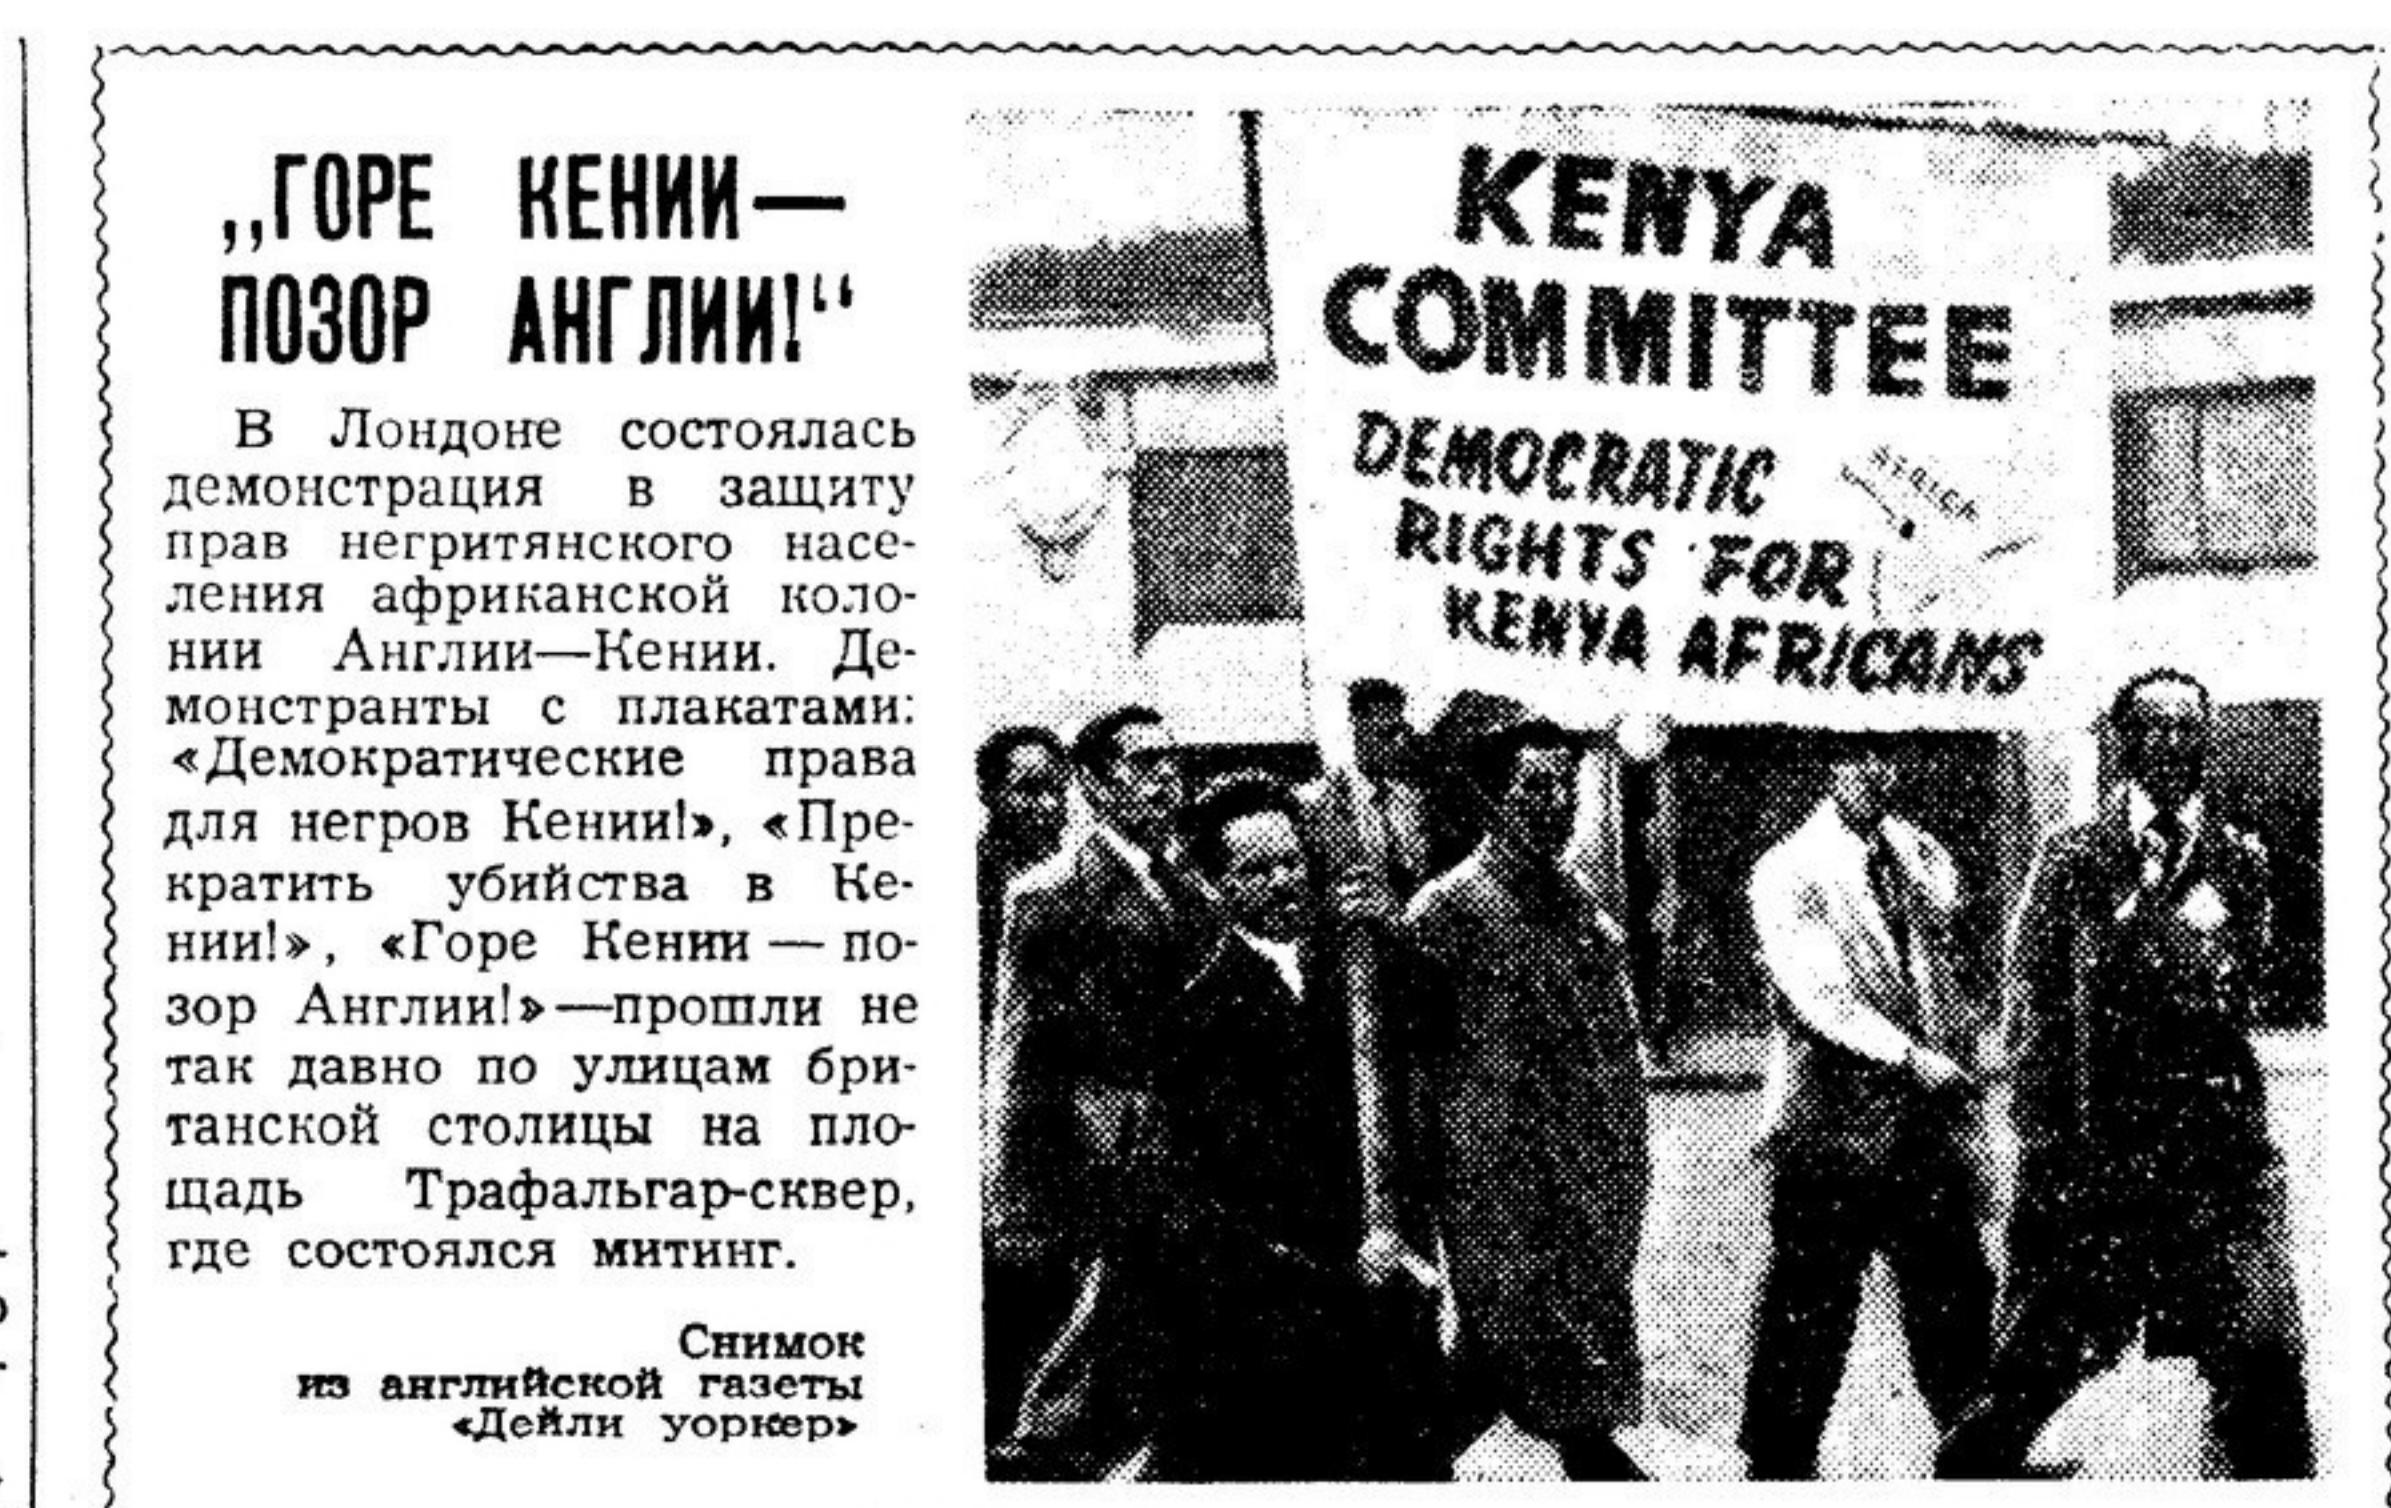 „ГОРЕ КЕНИИ—
ПОЗОР АНГЛИИ!“
В Лондоне состоялась
демонстрация в защиту
прав негритянского насе-
ления африканской коло-
нии Англии—Кении. Де-
монстранты с плакатами:
«Демократические права
для негров Кении!», «Пре-
кратить убийства в Ке-
нии!», «Горе Кении — по-
зор Англии!»—прошли не
так давно по улицам бри-
танской столицы на пло-
щадь Трафальгар-сквер,
где состоялся митинг.
Снимок
из английской газеты
«Дейли уоркер»
KENYA
COMMITTEE
DEMOCRATIC
RIGHTS FOR
KENYA AFRICANS